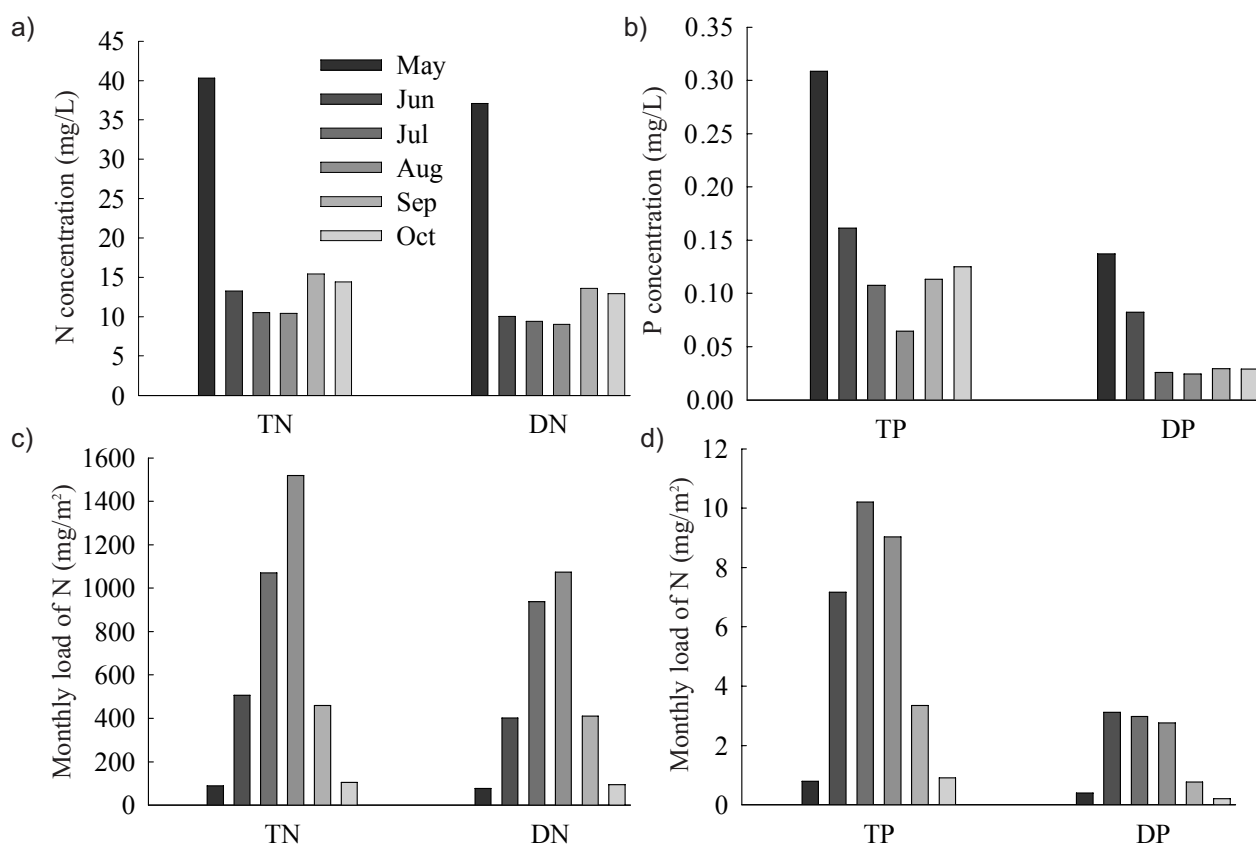 a)
N concentration (mg/L)
45
40
35
30
25
20
15
10
5
0
May
Jun
Jul
Aug
Sep
Oct
TN
DN
b)
P concentration (mg/L)
0.35
0.30
0.25
0.20
0.15
0.10
0.05
0.00
TP
DP
c)
Monthly load of N (mg/m²)
1600
1400
1200
1000
800
600
400
200
0
TN
DN
d)
Monthly load of N (mg/m²)
12
10
8
6
4
2
0
TP
DP